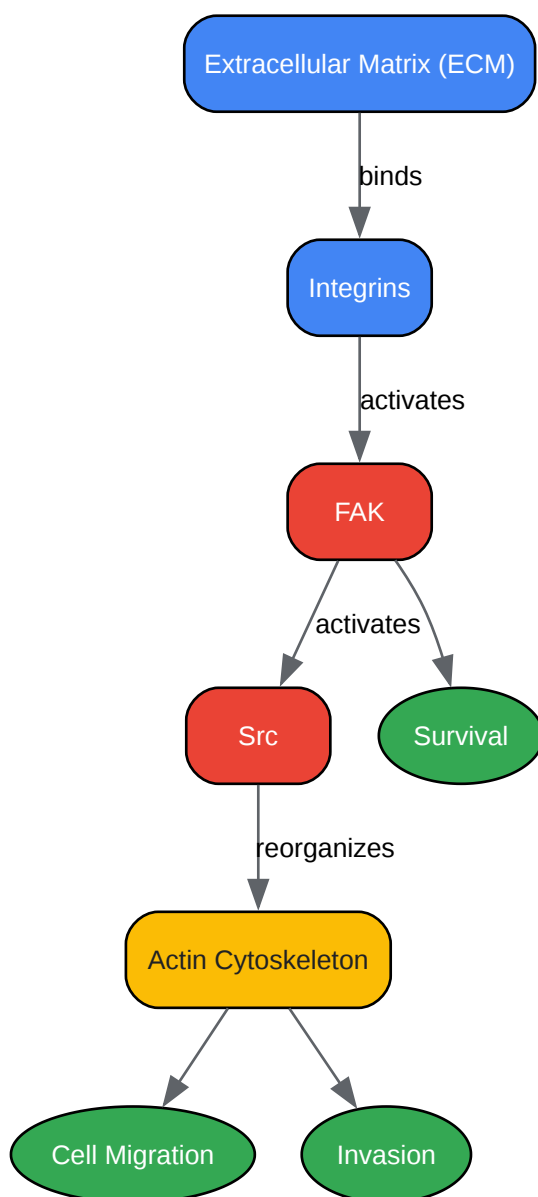 Extracellular Matrix (ECM)
binds
Integrins
activates
FAK
activates
Src
Survival
reorganizes
Actin Cytoskeleton
Cell Migration
Invasion